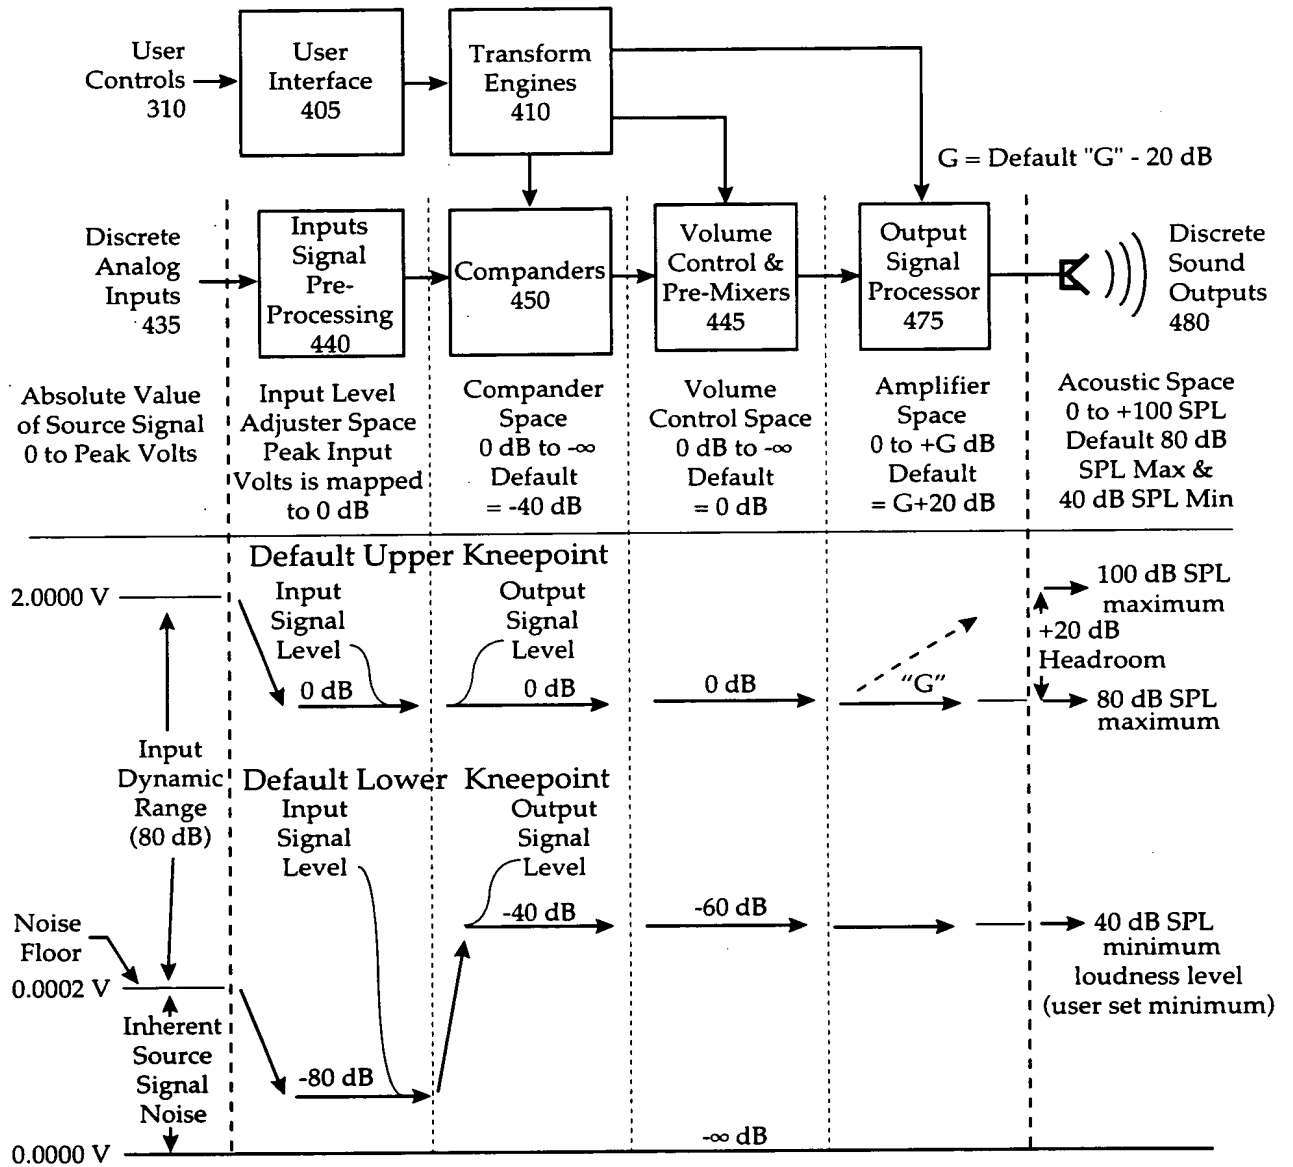 User
Controls
310
User
Interface
405
Transform
Engines
410
G = Default "G" - 20 dB
Discrete
Analog
Inputs
435
Inputs
Signal
Pre-
Processing
440
Companders
450
Volume
Control &
Pre-Mixers
445
Output
Signal
Processor
475
Discrete
Sound
Outputs
480
Absolute Value
of Source Signal
0 to Peak Volts
Input Level
Adjuster Space
Peak Input
Volts is mapped
to 0 dB
Compander
Space
0 dB to -∞
Default
= -40 dB
Volume
Control Space
0 dB to -∞
Default
= 0 dB
Amplifier
Space
0 to +G dB
Default
= G+20 dB
Acoustic Space
0 to +100 SPL
Default 80 dB
SPL Max &
40 dB SPL Min
Default Upper Kneepoint
2.0000 V
Input
Signal
Level
0 dB
Output
Signal
Level
0 dB
0 dB
"G"
100 dB SPL
maximum
+20 dB
Headroom
80 dB SPL
maximum
Input
Dynamic
Range
(80 dB)
Default Lower Kneepoint
Input
Signal
Level
Output
Signal
Level
-40 dB
-60 dB
40 dB SPL
minimum
loudness level
(user set minimum)
Noise
Floor
0.0002 V
Inherent
Source
Signal
Noise
-80 dB
-∞ dB
0.0000 V